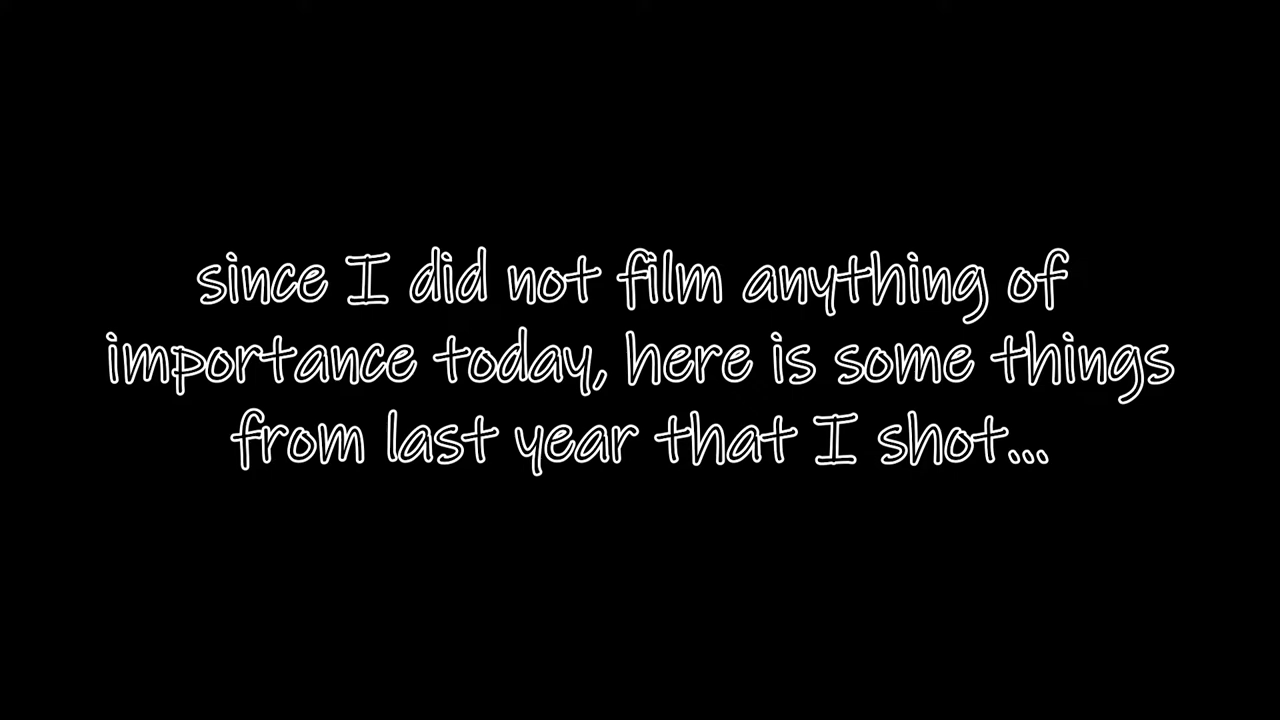 since I did not film anything of
importance today, here is some things
from last year that I shot...